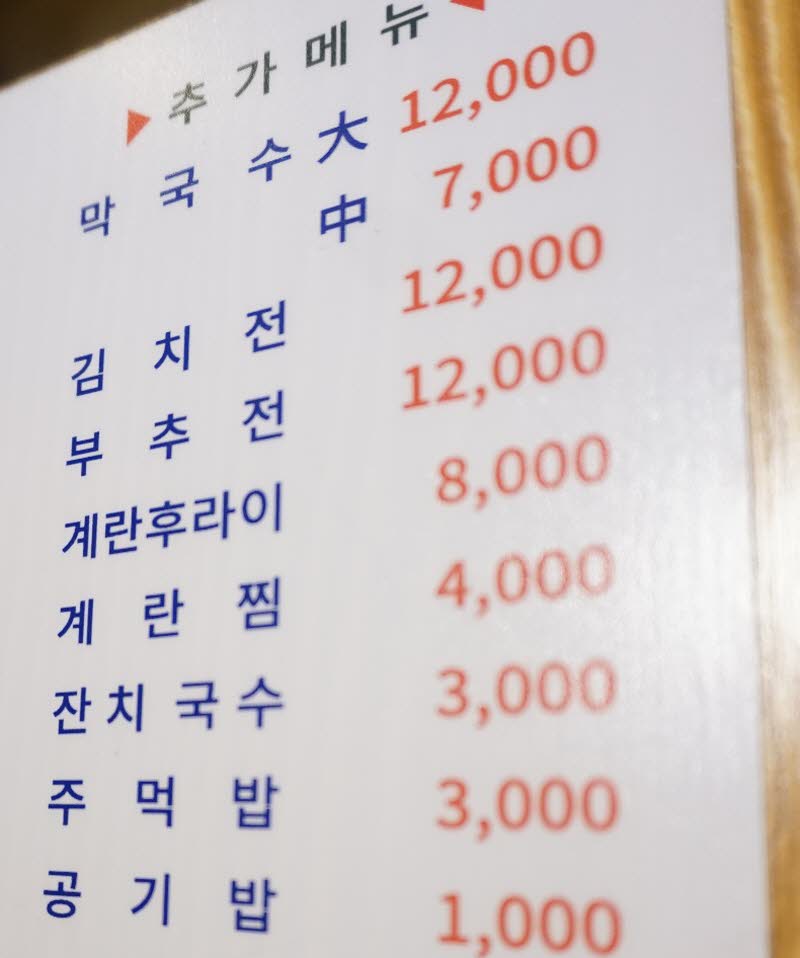 ▶추가메뉴◀
막국수大 12,000
中 7,000
김치전 12,000
부추전 12,000
계란후라이 8,000
계란찜 4,000
잔치국수 3,000
주먹밥 3,000
공기밥 1,000